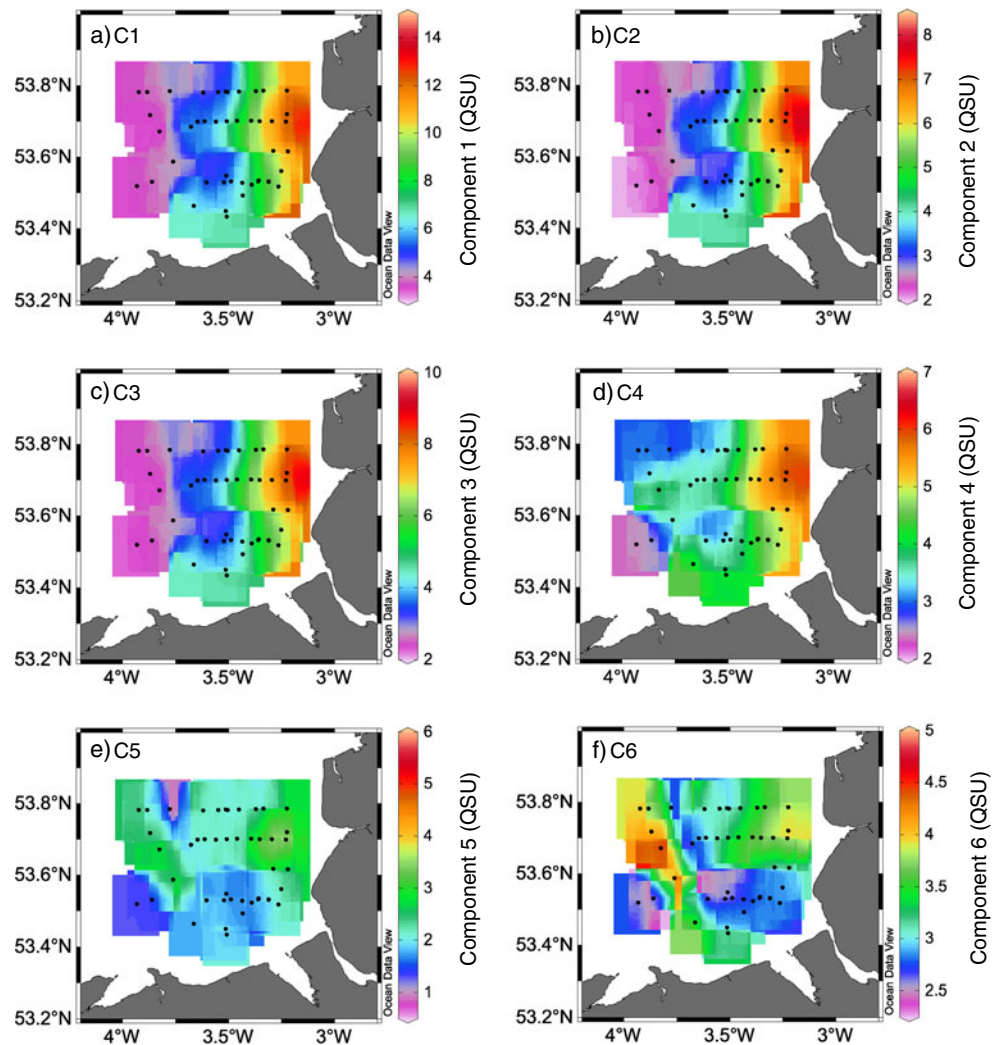 a) C1
53.8°N
53.6°N
53.4°N
53.2°N
4°W
3.5°W
3°W
Ocean Data View
14
12
10
8
6
4
Component 1 (QSU)
b) C2
53.8°N
53.6°N
53.4°N
53.2°N
4°W
3.5°W
3°W
Ocean Data View
8
7
6
5
4
3
2
Component 2 (QSU)
c) C3
53.8°N
53.6°N
53.4°N
53.2°N
4°W
3.5°W
3°W
Ocean Data View
10
8
6
4
2
Component 3 (QSU)
d) C4
53.8°N
53.6°N
53.4°N
53.2°N
4°W
3.5°W
3°W
Ocean Data View
7
6
5
4
3
2
Component 4 (QSU)
e) C5
53.8°N
53.6°N
53.4°N
53.2°N
4°W
3.5°W
3°W
Ocean Data View
6
5
4
3
2
1
Component 5 (QSU)
f) C6
53.8°N
53.6°N
53.4°N
53.2°N
4°W
3.5°W
3°W
Ocean Data View
5
4.5
4
3.5
3
2.5
Component 6 (QSU)